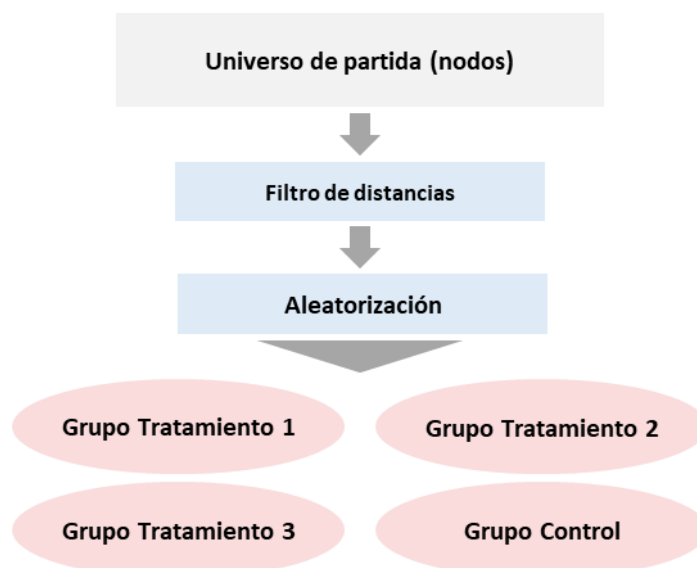 Universo de partida (nodos)
Filtro de distancias
Aleatorización
Grupo Tratamiento 1
Grupo Tratamiento 2
Grupo Tratamiento 3
Grupo Control